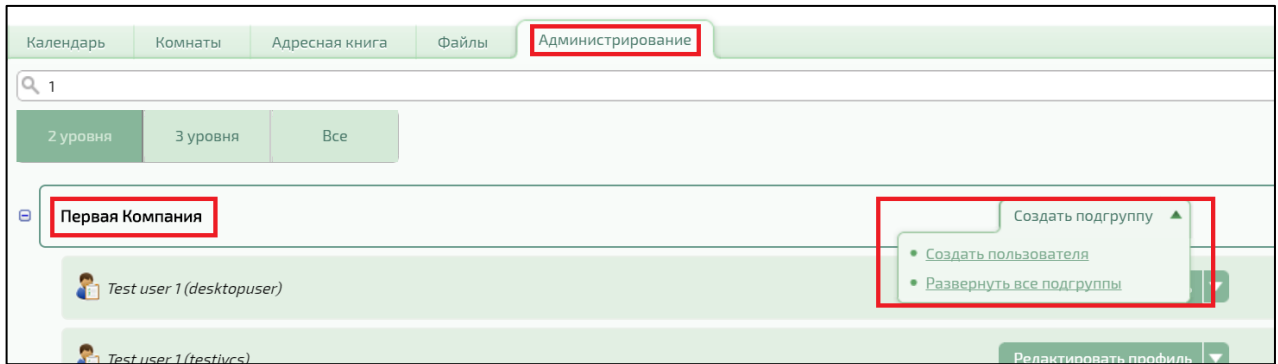 Календарь Комнаты Адресная книга Файлы Администрирование
1
2 уровня 3 уровня Все
Первая Компания Создать подгруппу
Создать пользователя
Test user 1 (desktopuser) Развернуть все подгруппы
Test user 1 (testivcs) Редактировать профиль